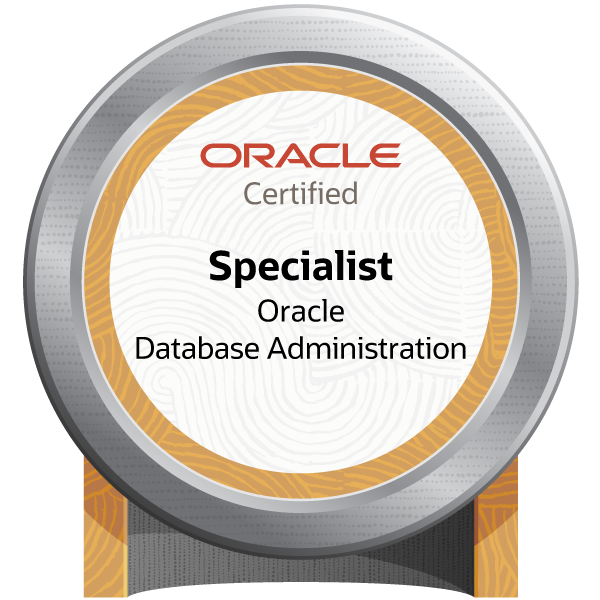 ORACLE
Certified
Specialist
Oracle
Database Administration